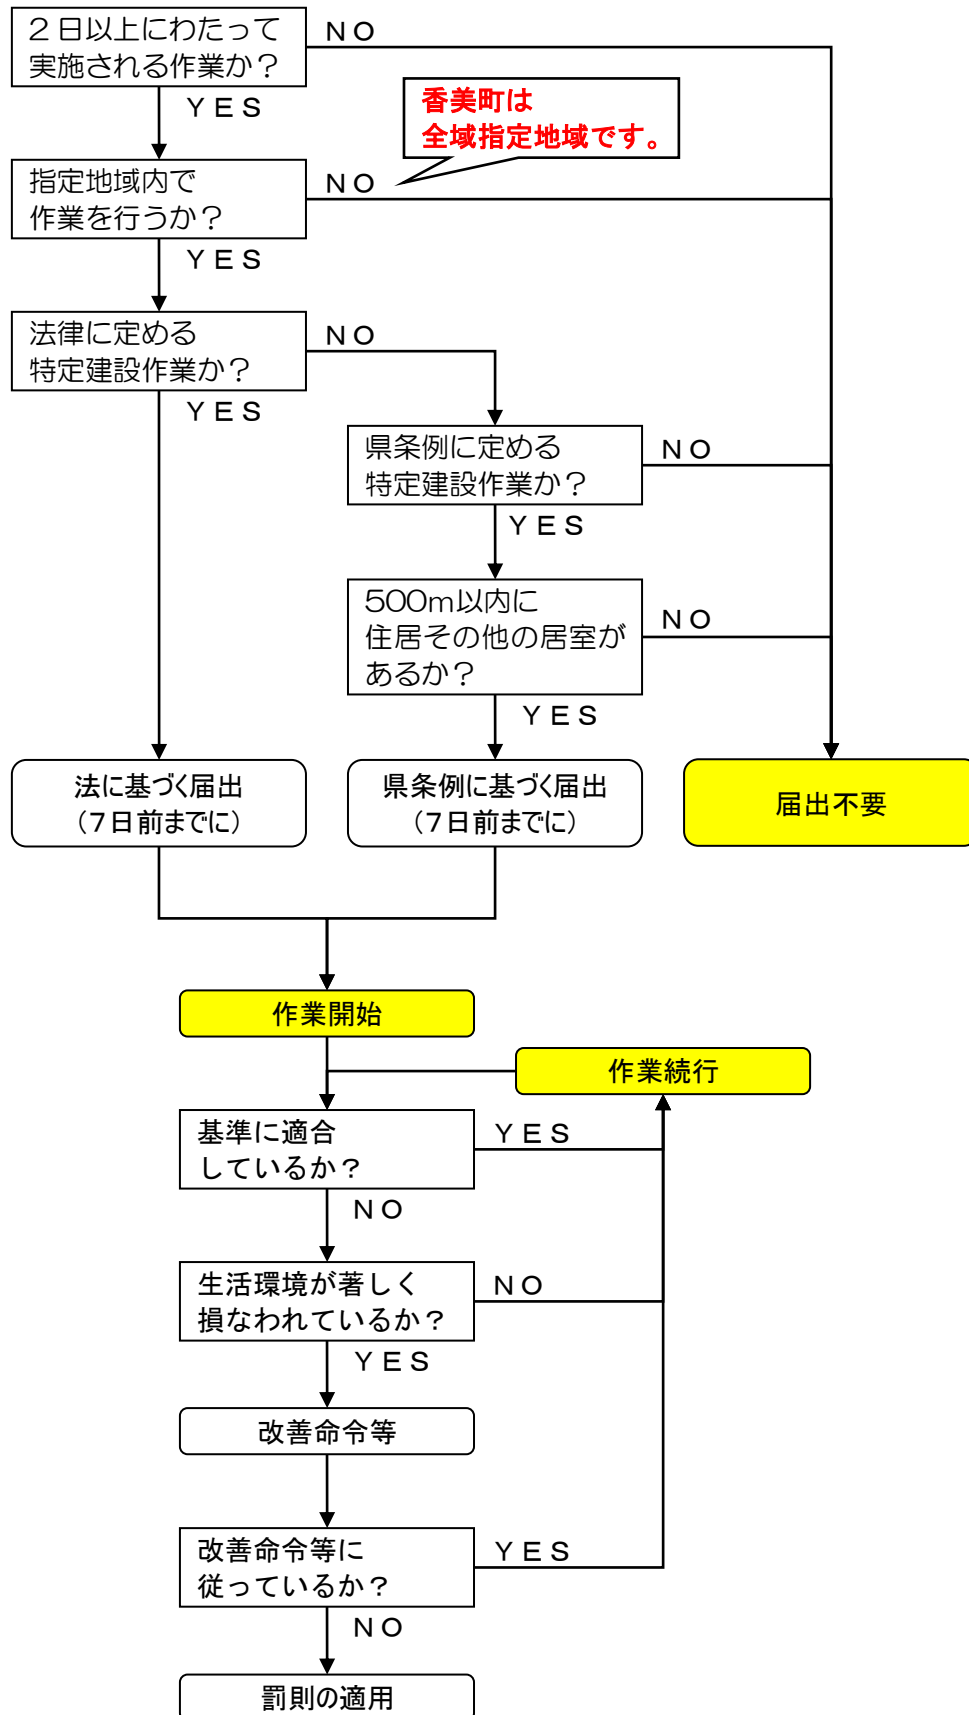 ２日以上にわたって
実施される作業か？
ＮＯ
ＹＥＳ
香美町は
全域指定地域です。
指定地域内で
作業を行うか？
ＮＯ
ＹＥＳ
法律に定める
特定建設作業か？
ＮＯ
ＹＥＳ
県条例に定める
特定建設作業か？
ＮＯ
ＹＥＳ
500m以内に
住居その他の居室が
あるか？
ＮＯ
ＹＥＳ
法に基づく届出
（７日前までに）
県条例に基づく届出
（７日前までに）
届出不要
作業開始
作業続行
基準に適合
しているか？
ＹＥＳ
ＮＯ
生活環境が著しく
損なわれているか？
ＮＯ
ＹＥＳ
改善命令等
改善命令等に
従っているか？
ＹＥＳ
ＮＯ
罰則の適用